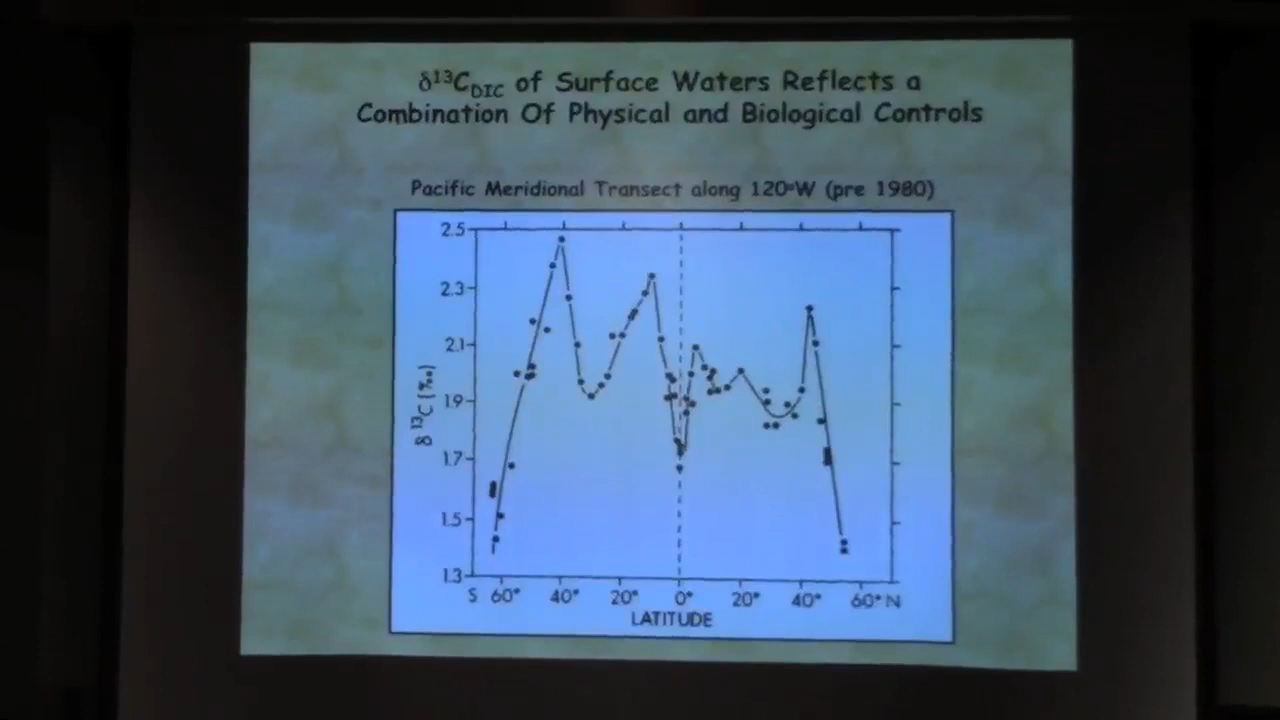 δ¹³C_DIC of Surface Waters Reflects a
Combination Of Physical and Biological Controls
Pacific Meridional Transect along 120°W (pre 1980)
2.5
2.3
2.1
1.9
1.7
1.5
1.3
δ ¹³C (‰)
S 60° 40° 20° 0° 20° 40° 60° N
LATITUDE